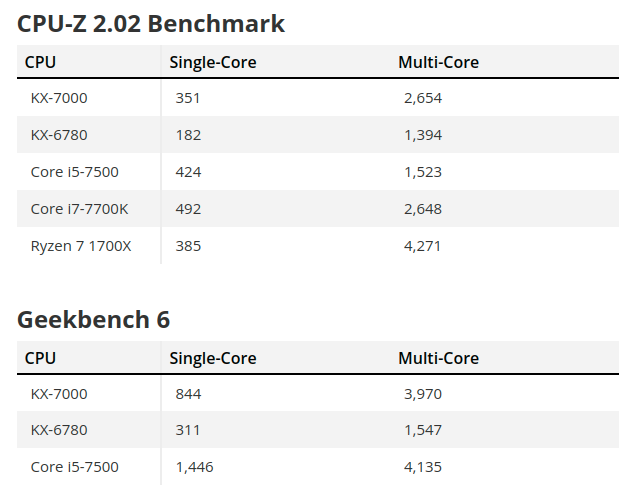 CPU-Z 2.02 Benchmark
CPU Single-Core Multi-Core
KX-7000 351 2,654
KX-6780 182 1,394
Core i5-7500 424 1,523
Core i7-7700K 492 2,648
Ryzen 7 1700X 385 4,271
Geekbench 6
CPU Single-Core Multi-Core
KX-7000 844 3,970
KX-6780 311 1,547
Core i5-7500 1,446 4,135